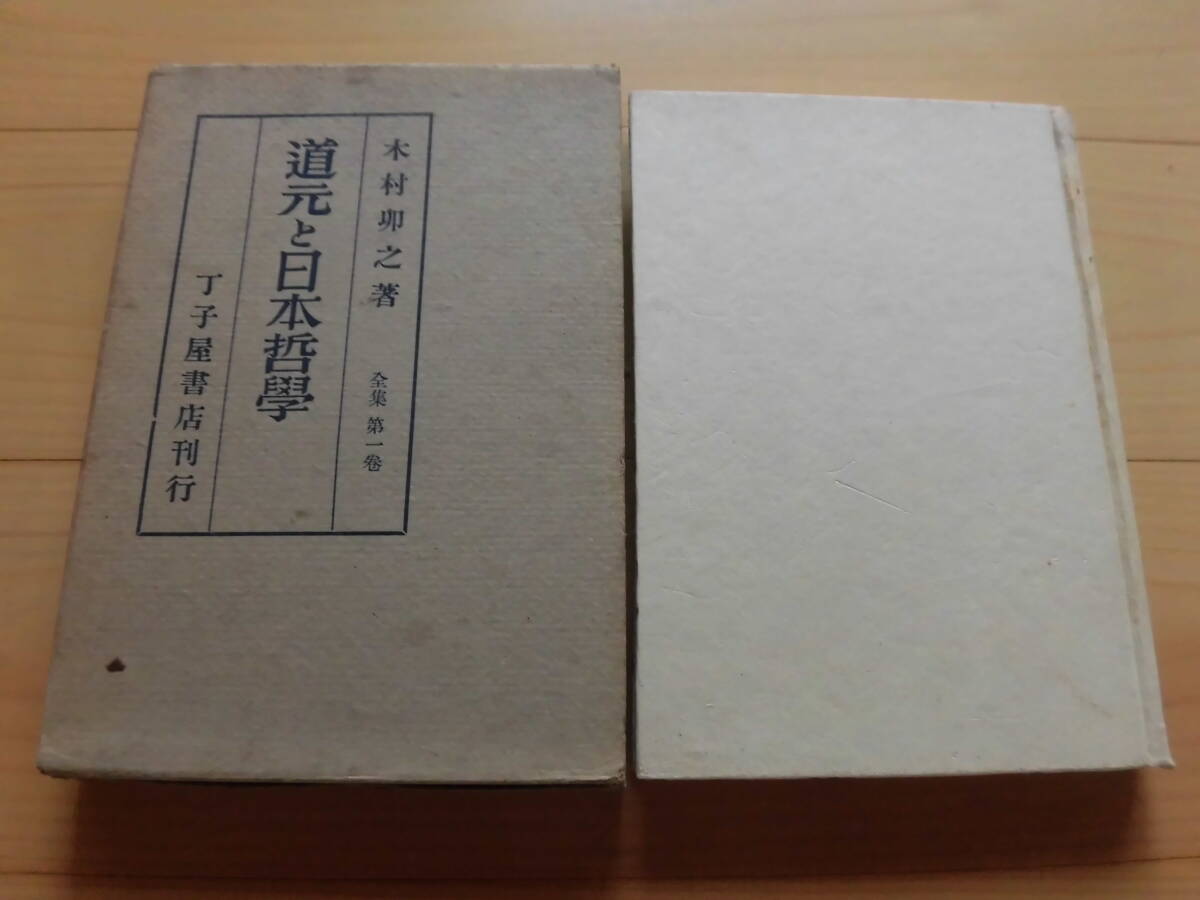 木村卯之著 全集 第一卷
道元と日本哲學
丁子屋書店刊行